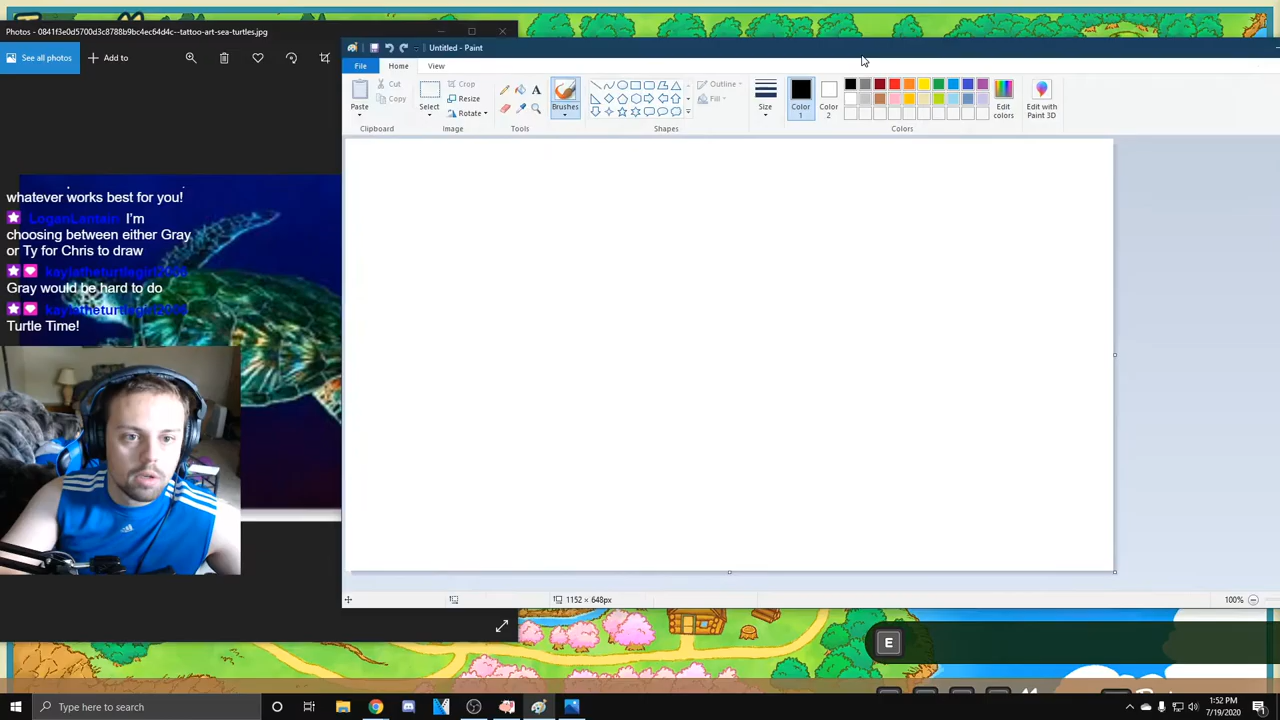 Photos - 0841f3e0d5700d3c8788b9bc4ec64d4c--tattoo-art-sea-turtles.jpg
See all photos
Add to
Untitled - Paint
File
Home
View
Paste
Cut
Copy
Clipboard
Select
Crop
Resize
Rotate
Image
Tools
Brushes
Shapes
Outline
Fill
Size
Color 1
Color 2
Colors
Edit colors
Edit with Paint 3D
whatever works best for you!
LoganLantain I'm
choosing between either Gray
or Ty for Chris to draw
Gray would be hard to do
Turtle Time!
1152 × 648px
100%
E
Type here to search
1:52 PM
7/19/2020